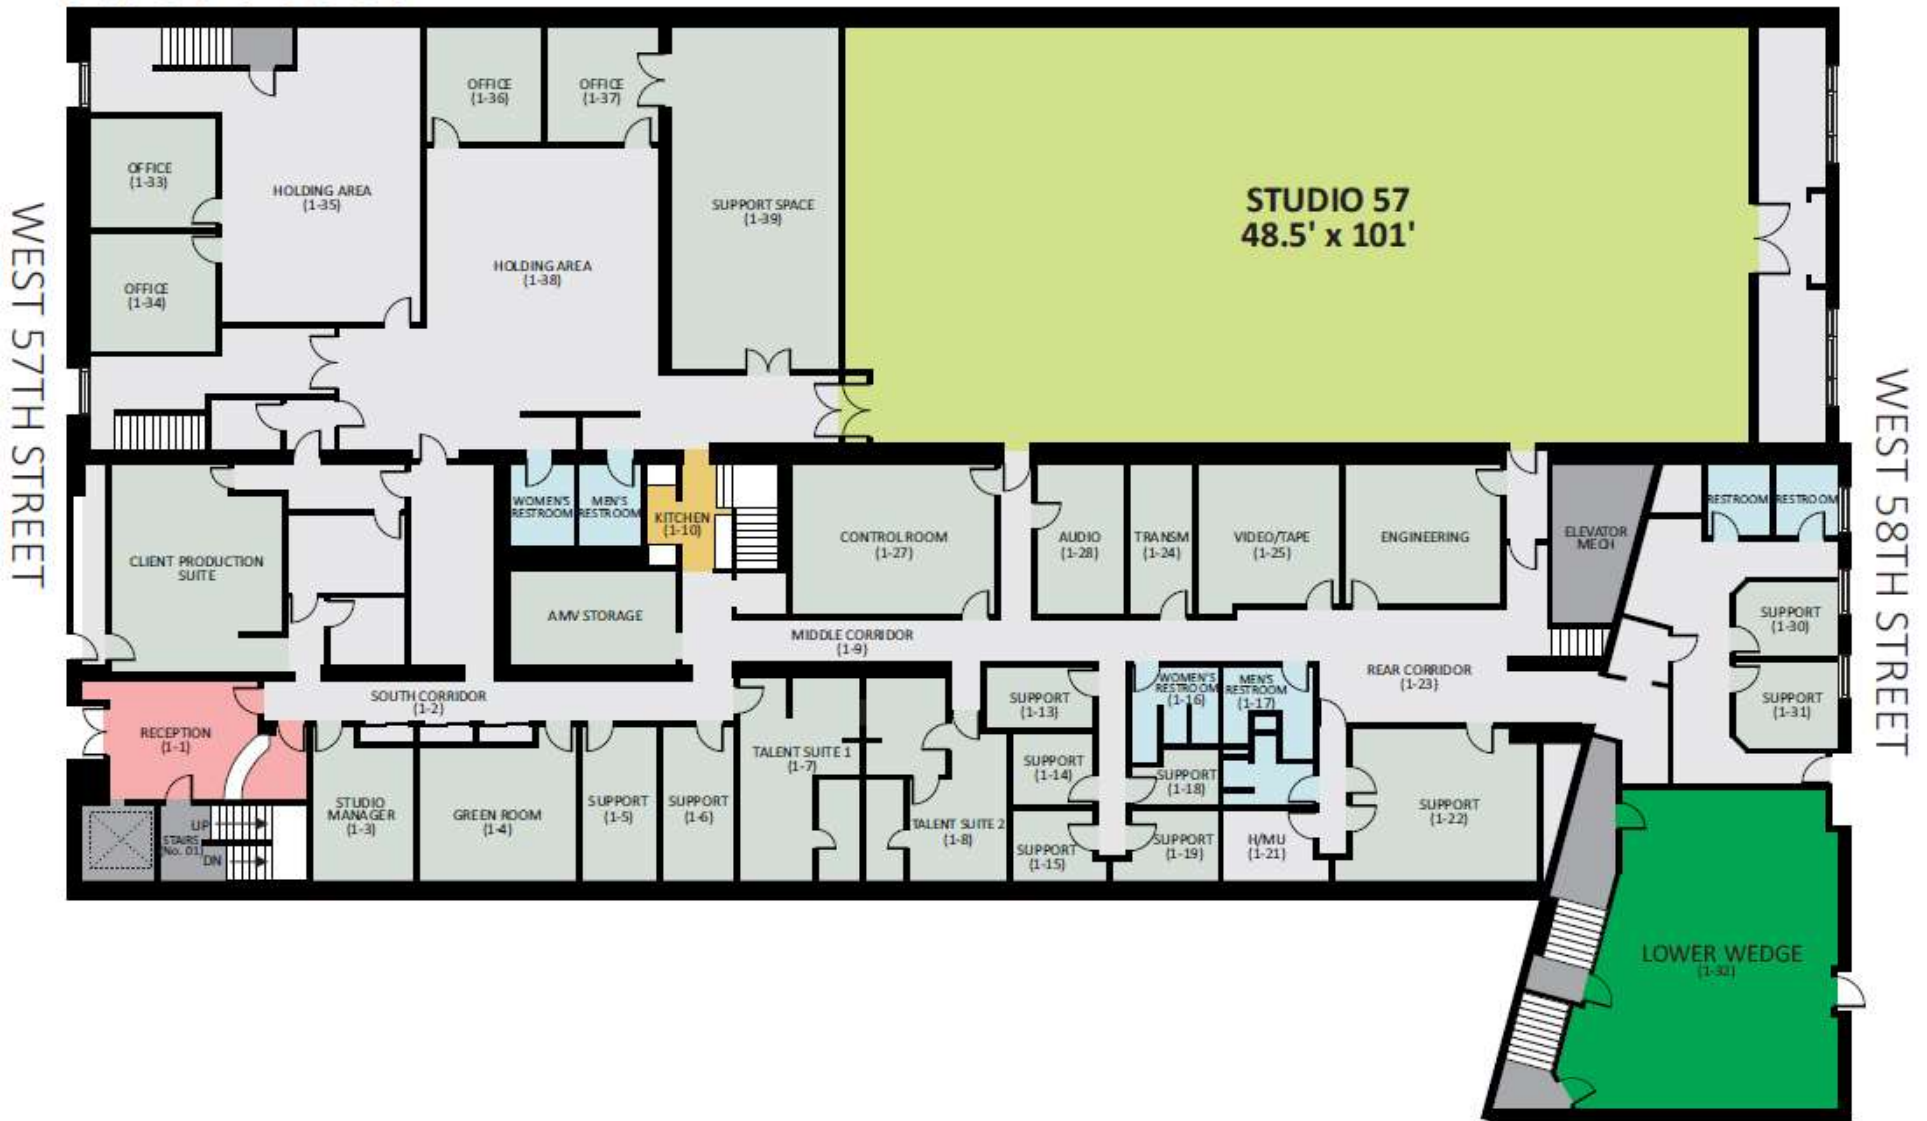 OFFICE
(1-36)
OFFICE
(1-37)
OFFICE
(1-33)
HOLDING AREA
(1-35)
SUPPORT SPACE
(1-39)
STUDIO 57
48.5' x 101'
OFFICE
(1-34)
HOLDING AREA
(1-38)
WEST 57TH STREET
WEST 58TH STREET
CLIENT PRODUCTION
SUITE
WOMEN'S
RESTROOM
MEN'S
RESTROOM
KITCHEN
(1-10)
CONTROL ROOM
(1-27)
AUDIO
(1-28)
TRANSM
(1-24)
VIDEO/TAPE
(1-25)
ENGINEERING
ELEVATOR
MECH
RESTROOM
RESTROOM
AMV STORAGE
MIDDLE CORRIDOR
(1-9)
SUPPORT
(1-30)
SOUTH CORRIDOR
(1-2)
SUPPORT
(1-13)
WOMEN'S
RESTROOM
(1-16)
MEN'S
RESTROOM
(1-17)
REAR CORRIDOR
(1-23)
SUPPORT
(1-31)
RECEPTION
(1-1)
TALENT SUITE 1
(1-7)
SUPPORT
(1-14)
SUPPORT
(1-18)
STUDIO
MANAGER
(1-3)
GREEN ROOM
(1-4)
SUPPORT
(1-5)
SUPPORT
(1-6)
TALENT SUITE 2
(1-8)
SUPPORT
(1-15)
SUPPORT
(1-19)
H/MU
(1-21)
SUPPORT
(1-22)
UP
STAIRS
(No. 01)
DN
LOWER WEDGE
(1-32)